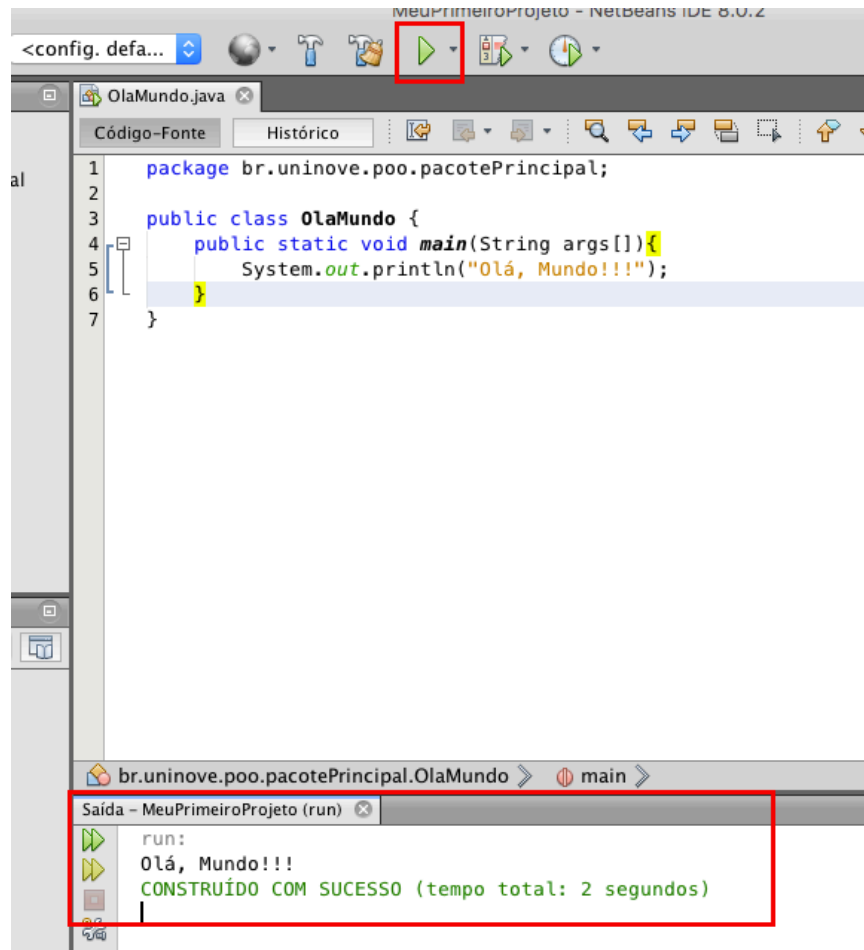 MeuPrimeiroProjeto - NetBeans IDE 8.0.2
<config. defa...
OlaMundo.java
Código-Fonte Histórico
al
1 package br.uninove.poo.pacotePrincipal;
2
3 public class OlaMundo {
4 public static void main(String args[]){
5 System.out.println("Olá, Mundo!!!");
6 }
7 }
br.uninove.poo.pacotePrincipal.OlaMundo main
Saída – MeuPrimeiroProjeto (run)
run:
Olá, Mundo!!!
CONSTRUÍDO COM SUCESSO (tempo total: 2 segundos)